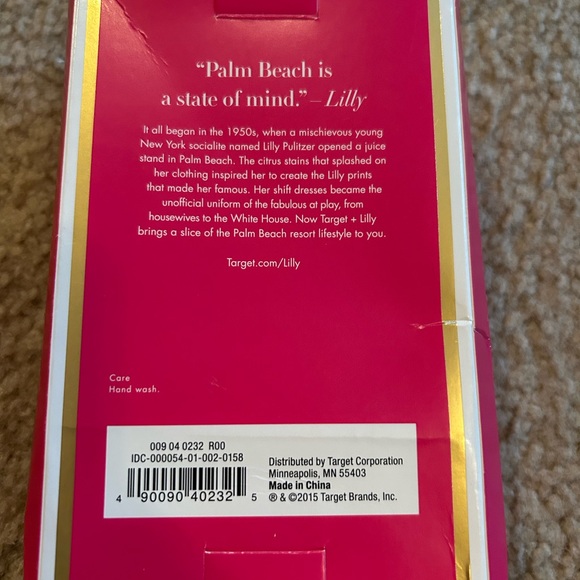 “Palm Beach is
a state of mind.” –Lilly
It all began in the 1950s, when a mischievous young
New York socialite named Lilly Pulitzer opened a juice
stand in Palm Beach. The citrus stains that splashed on
her clothing inspired her to create the Lilly prints
that made her famous. Her shift dresses became the
unofficial uniform of the fabulous at play, from
housewives to the White House. Now Target + Lilly
brings a slice of the Palm Beach resort lifestyle to you.
Target.com/Lilly
Care
Hand wash.
009 04 0232 R00
IDC-000054-01-002-0158
4 90090 40232 5
Distributed by Target Corporation
Minneapolis, MN 55403
Made in China
® & ©2015 Target Brands, Inc.